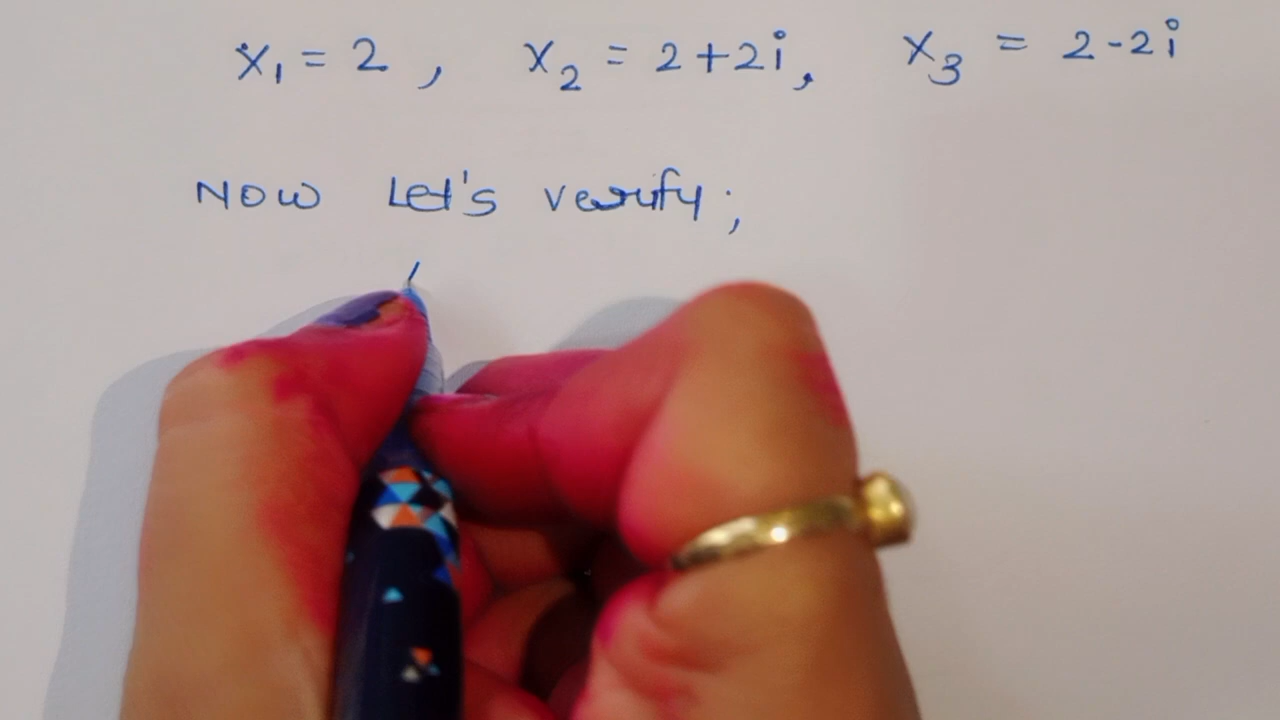 x₁ = 2, x₂ = 2+2i, x₃ = 2-2i
Now Let's verify;